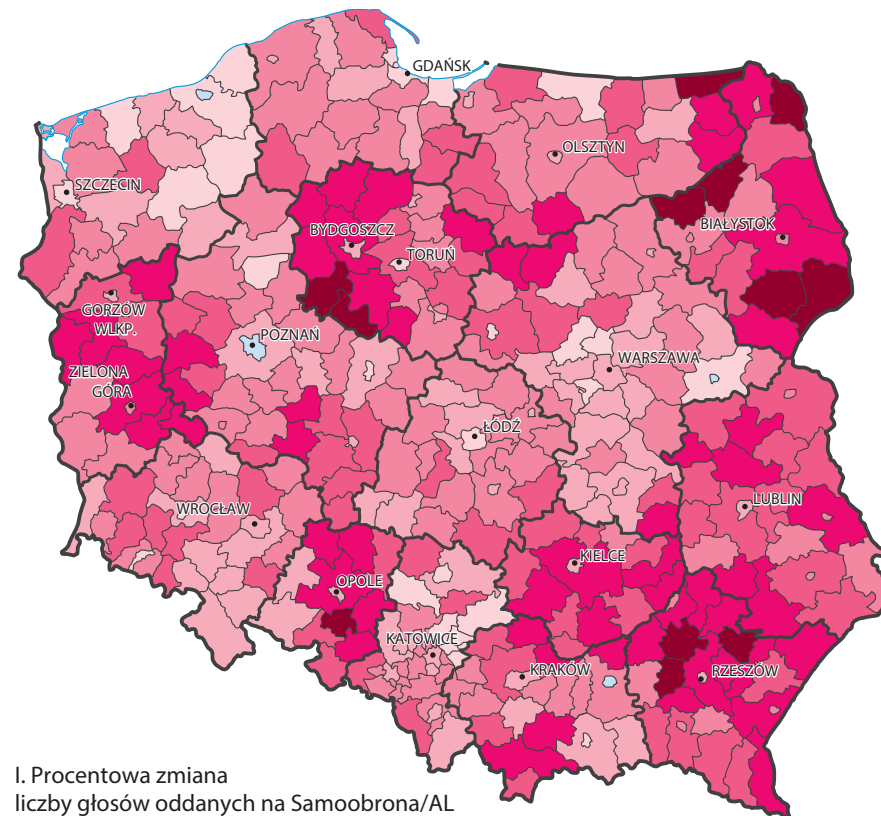 GDAŃSK
OLSZTYN
SZCZECIN
BIAŁYSTOK
BYDGOSZCZ
TORUŃ
GORZÓW
WLKP.
POZNAŃ
WARSZAWA
ZIELONA
GÓRA
ŁÓDŹ
LUBLIN
WROCŁAW
KIELCE
OPOLE
KATOWICE
KRAKÓW
RZESZÓW
I. Procentowa zmiana
liczby głosów oddanych na Samoobrona/AL